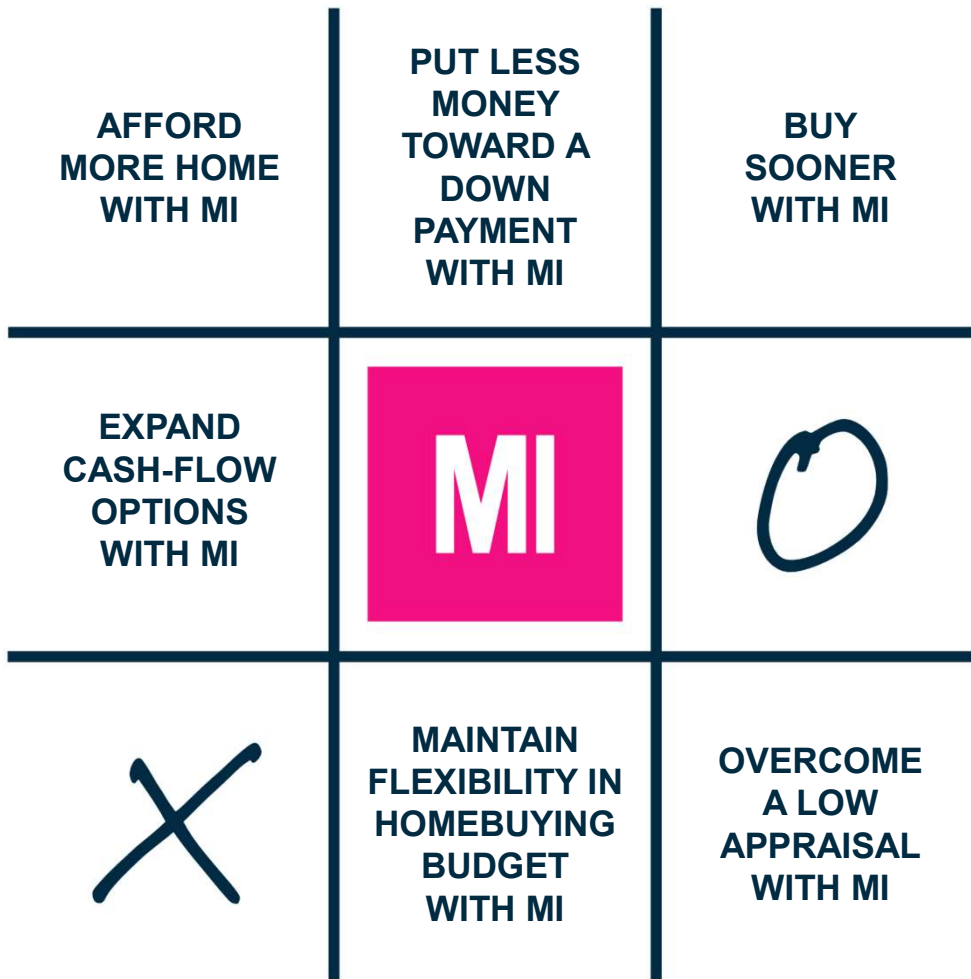 AFFORD
MORE HOME
WITH MI
PUT LESS
MONEY
TOWARD A
DOWN
PAYMENT
WITH MI
BUY
SOONER
WITH MI
EXPAND
CASH-FLOW
OPTIONS
WITH MI
MI
O
X
MAINTAIN
FLEXIBILITY IN
HOMEBUYING
BUDGET
WITH MI
OVERCOME
A LOW
APPRAISAL
WITH MI